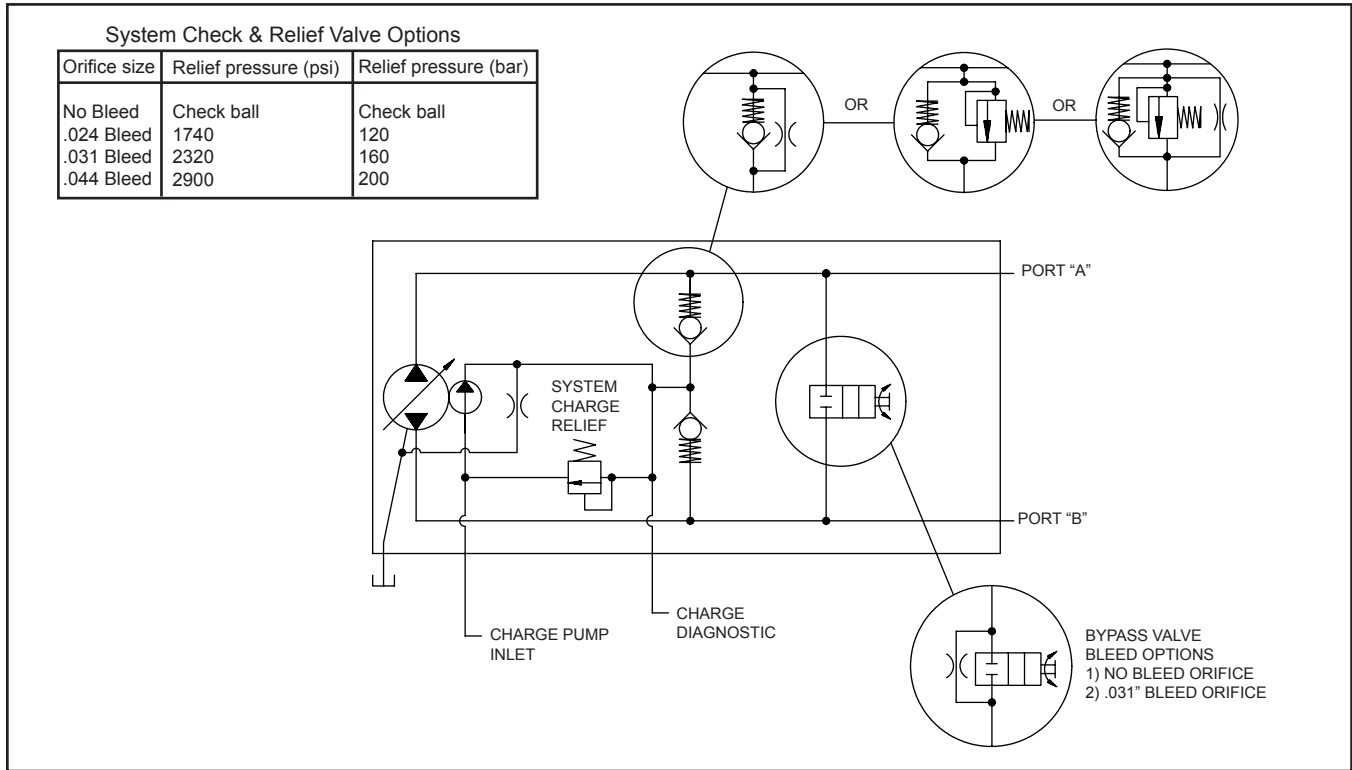 System Check & Relief Valve Options
Orifice size Relief pressure (psi) Relief pressure (bar)
No Bleed Check ball Check ball
.024 Bleed 1740 120
.031 Bleed 2320 160
.044 Bleed 2900 200
OR
OR
PORT “A”
SYSTEM
CHARGE
RELIEF
PORT “B”
CHARGE PUMP
INLET
CHARGE
DIAGNOSTIC
BYPASS VALVE
BLEED OPTIONS
1) NO BLEED ORIFICE
2) .031” BLEED ORIFICE